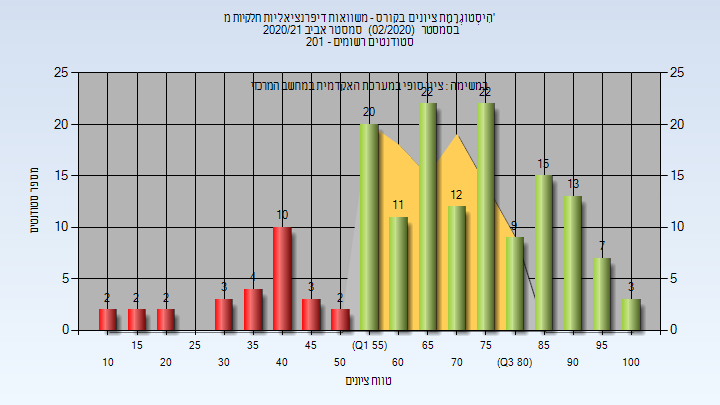 היסטוגרמת ציונים בקורס - משוואות דיפרנציאליות חלקיות מ'
בסמסטר (02/2020) סמסטר אביב 2020/21
סטודנטים רשומים - 201
במשימה : ציון סופי במערכת האקדמית במחשב המרכזי
מספר סטודנטים
25 25
20 20
15 15
10 10
5 5
0 0
2 2 2 3 4 10 3 2 20 11 22 12 22 9 15 13 7 3
15 25 35 45 (Q1 55) 65 75 85 95
10 20 30 40 50 60 70 (Q3 80) 90 100
טווח ציונים